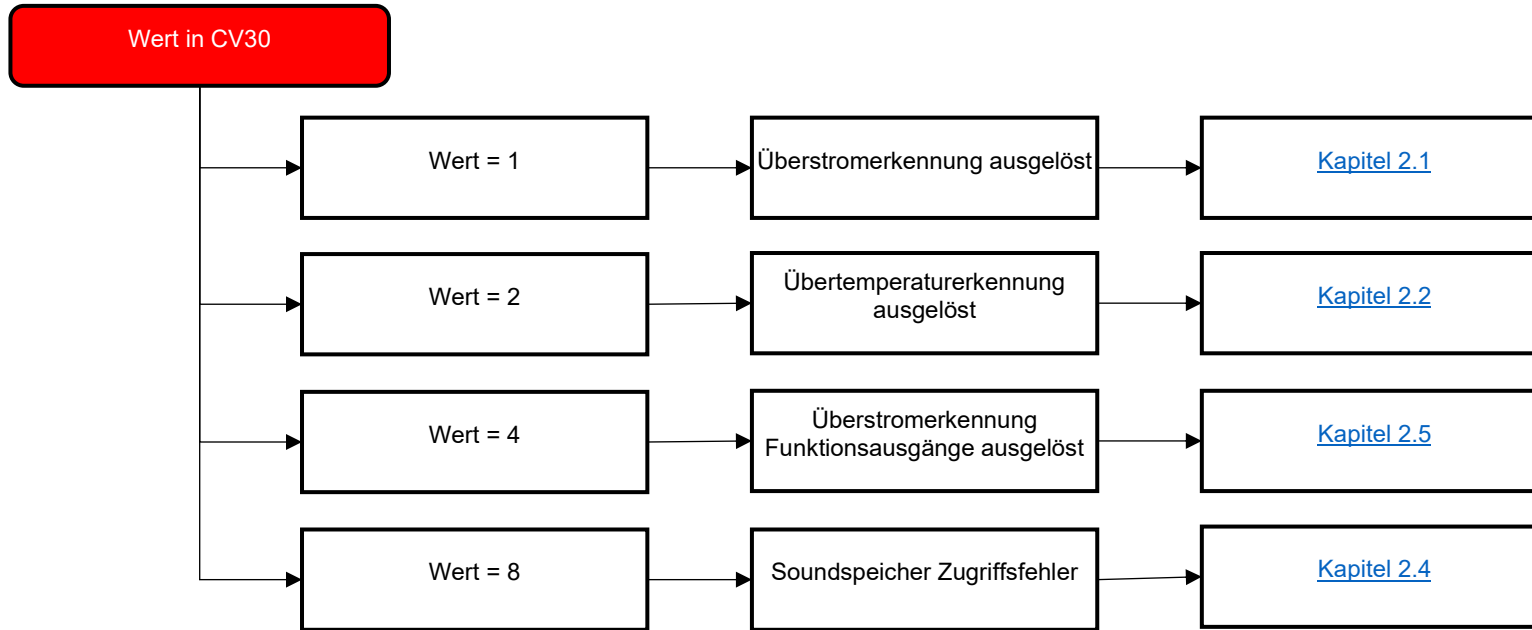 Wert in CV30
Wert = 1
Überstromerkennung ausgelöst
Kapitel 2.1
Wert = 2
Übertemperaturerkennung
ausgelöst
Kapitel 2.2
Wert = 4
Überstromerkennung
Funktionsausgänge ausgelöst
Kapitel 2.5
Wert = 8
Soundspeicher Zugriffsfehler
Kapitel 2.4